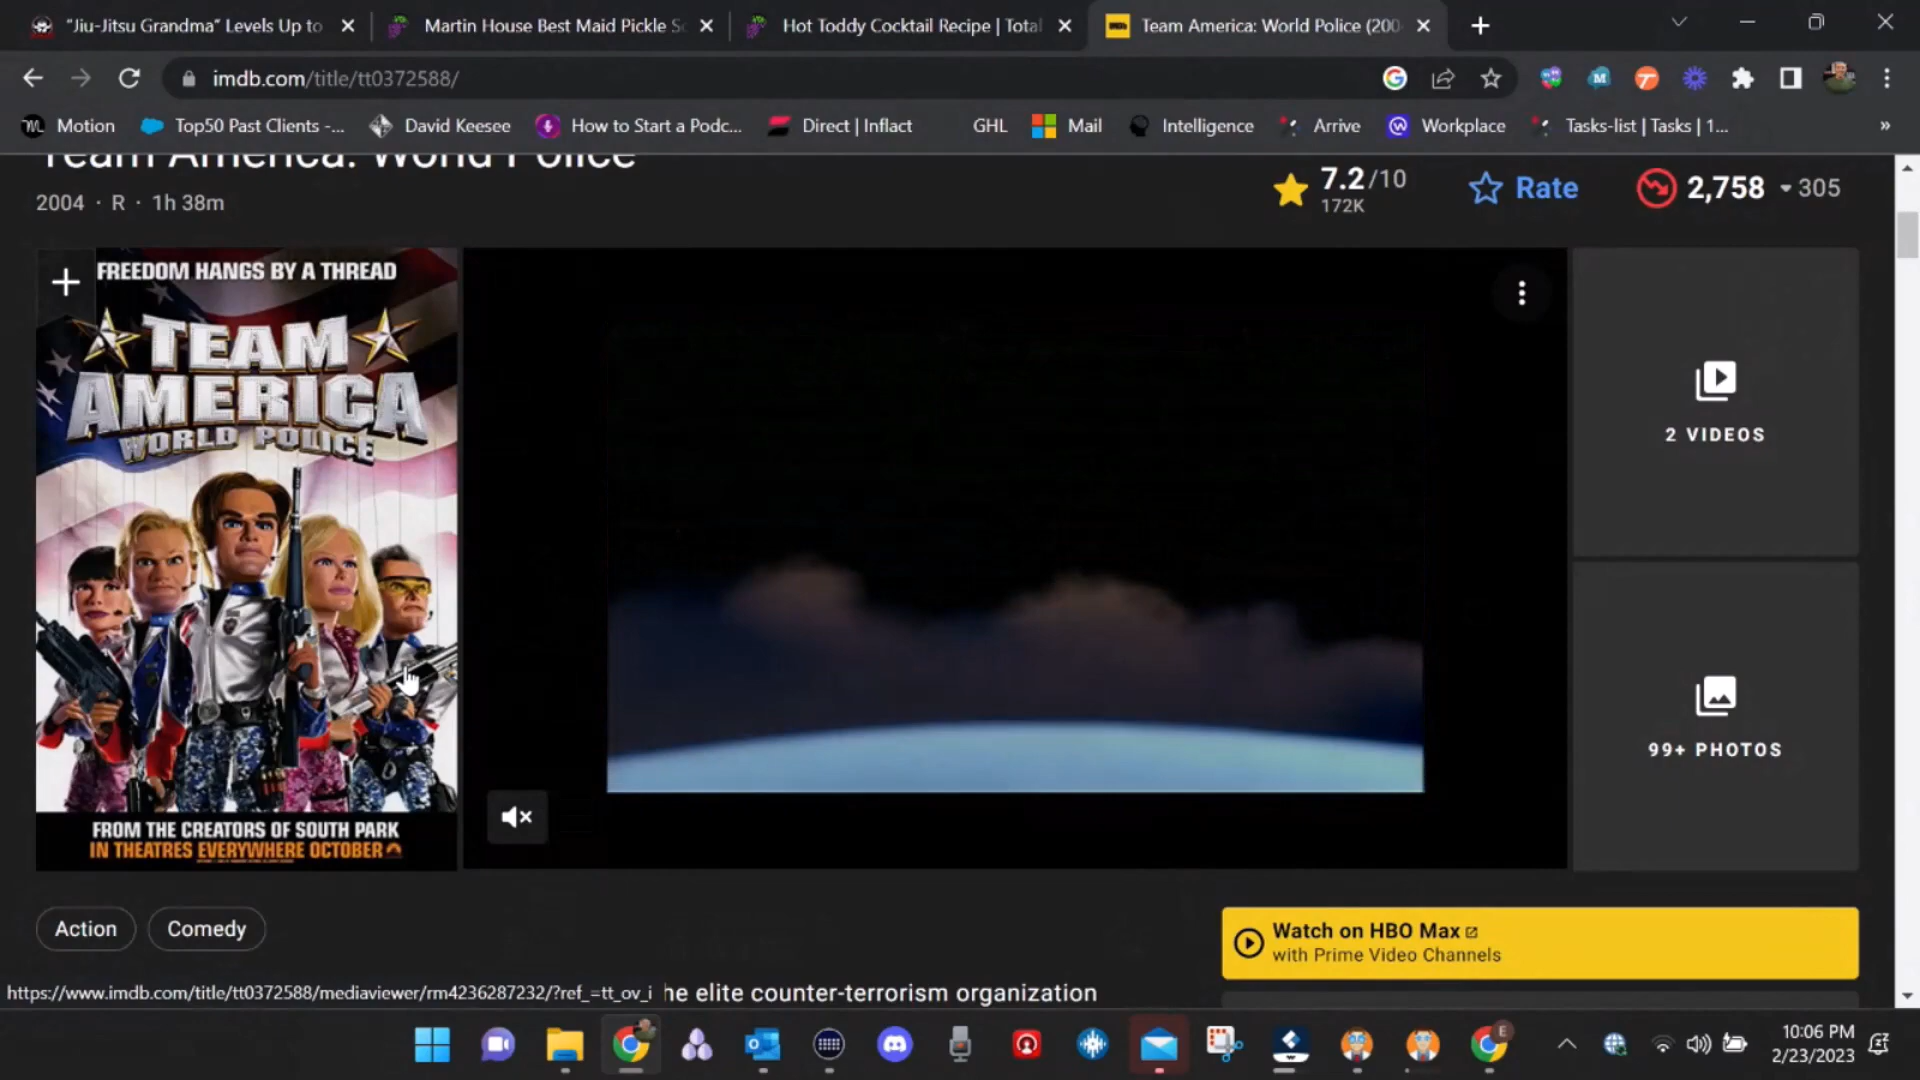 "Jiu-Jitsu Grandma" Levels Up to
Martin House Best Maid Pickle S
Hot Toddy Cocktail Recipe | Total
Team America: World Police (200
imdb.com/title/tt0372588/
Motion
Top50 Past Clients -...
David Keesee
How to Start a Podc...
Direct | Inflact
GHL
Mail
Intelligence
Arrive
Workplace
Tasks-list | Tasks | 1...
»
Team America: World Police
2004 · R · 1h 38m
7.2/10
172K
Rate
2,758
305
FREEDOM HANGS BY A THREAD
TEAM
AMERICA
WORLD POLICE
FROM THE CREATORS OF SOUTH PARK
IN THEATRES EVERYWHERE OCTOBER
2 VIDEOS
99+ PHOTOS
Action
Comedy
Watch on HBO Max
with Prime Video Channels
https://www.imdb.com/title/tt0372588/mediaviewer/rm4236287232/?ref_=tt_ov_i
he elite counter-terrorism organization
10:06 PM
2/23/2023